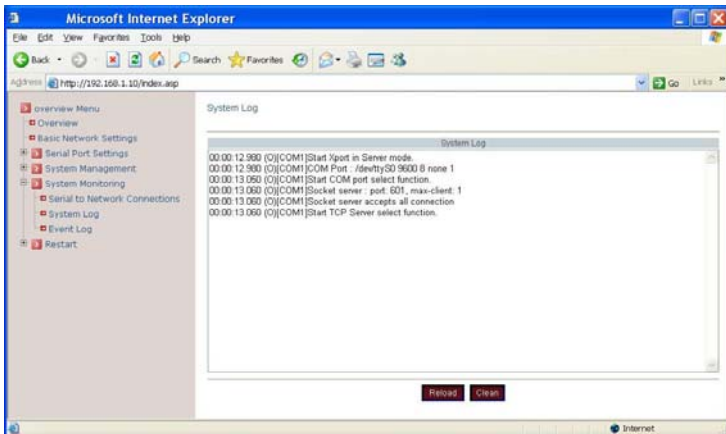 Microsoft Internet Explorer
File Edit View Favorites Tools Help
Back Search Favorites
Address http://192.168.1.10/index.asp Go Links
overview Menu
Overview
Basic Network Settings
Serial Port Settings
System Management
System Monitoring
Serial to Network Connections
System Log
Event Log
Restart
System Log
System Log
00:00:12.980 (O)[COM1]Start Xport in Server mode.
00:00:12.980 (O)[COM1]COM Port : /dev/ttyS0 9600 8 none 1
00:00:13.050 (O)[COM1]Start COM port select function.
00:00:13.060 (O)[COM1]Socket server : port: 601, max-client: 1
00:00:13.060 (O)[COM1]Socket server accepts all connection
00:00:13.060 (O)[COM1]Start TCP Server select function.
Reload Clean
Internet